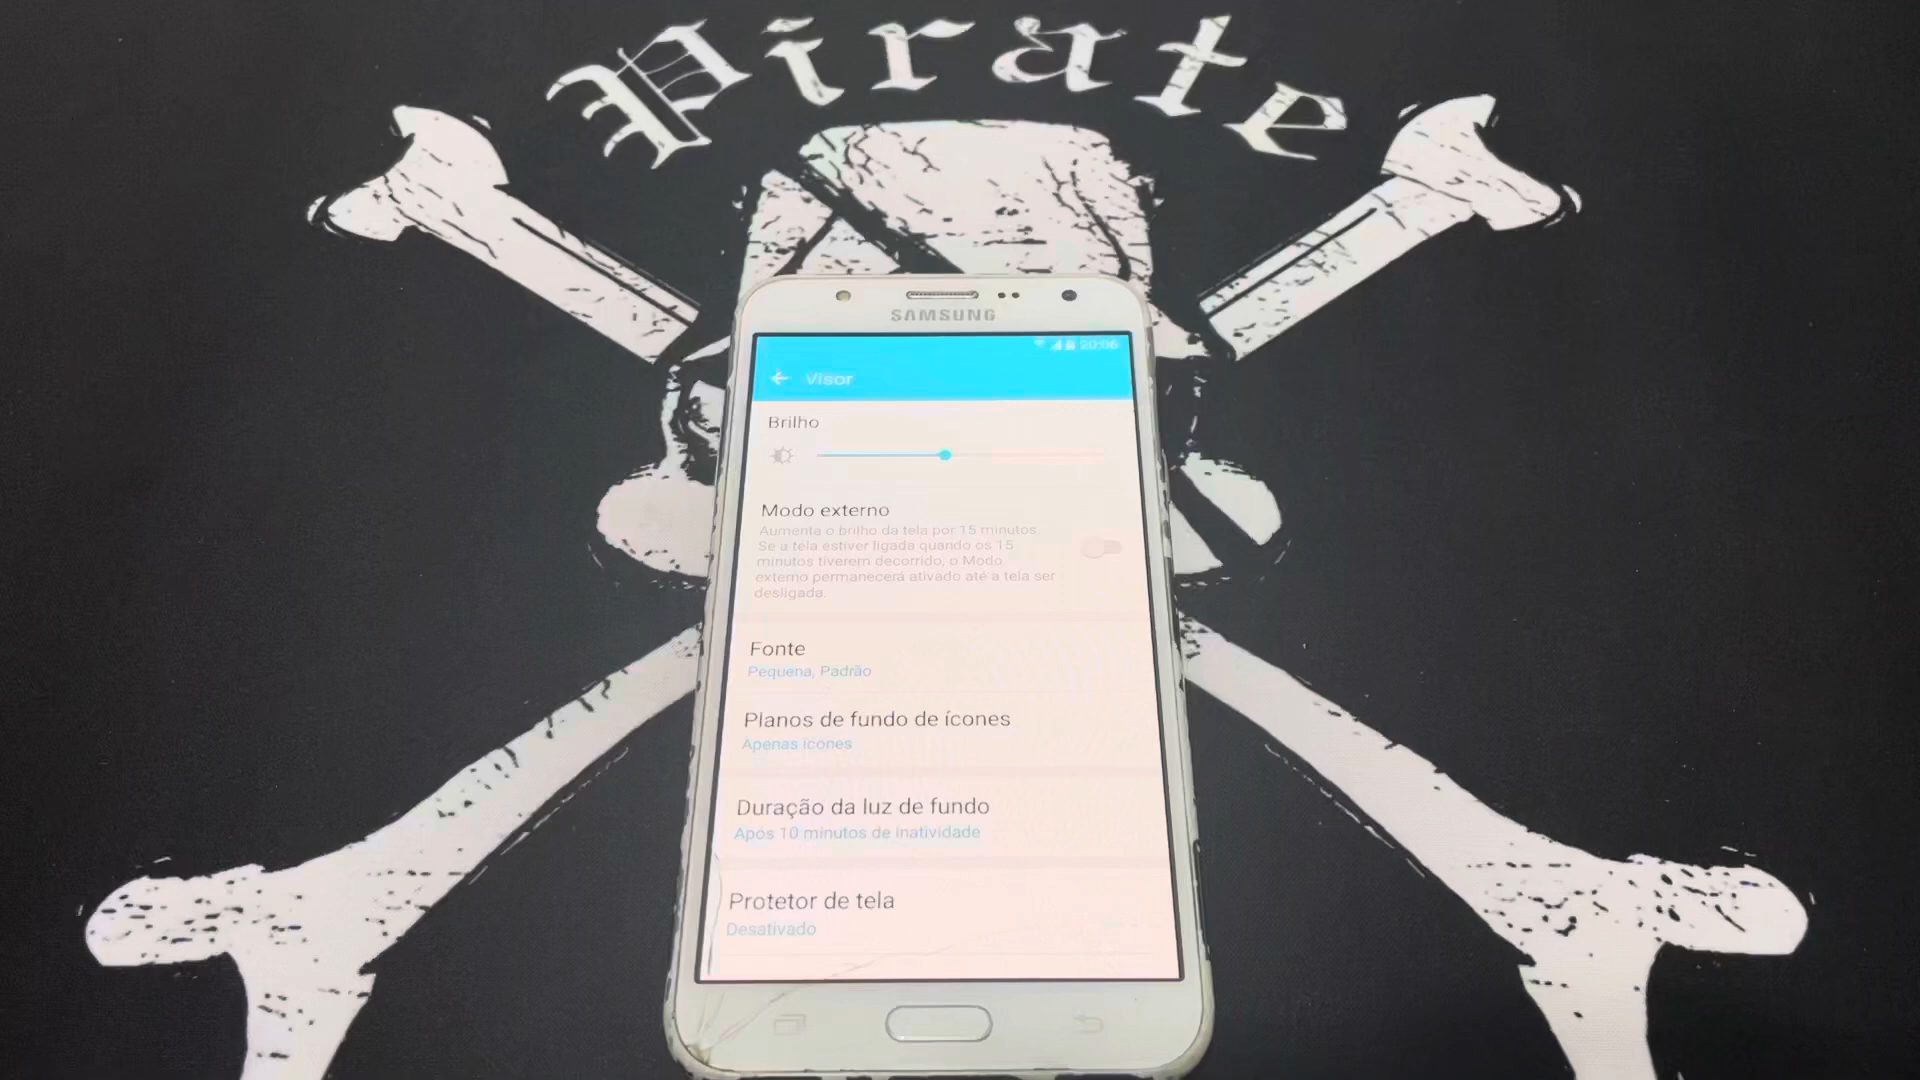 Pirate
SAMSUNG
20:06
Visor
Brilho
Modo externo
Aumenta o brilho da tela por 15 minutos.
Se a tela estiver ligada quando os 15
minutos tiverem decorrido, o Modo
externo permanecerá ativado até a tela ser
desligada.
Fonte
Pequena, Padrão
Planos de fundo de ícones
Apenas ícones
Duração da luz de fundo
Após 10 minutos de inatividade
Protetor de tela
Desativado